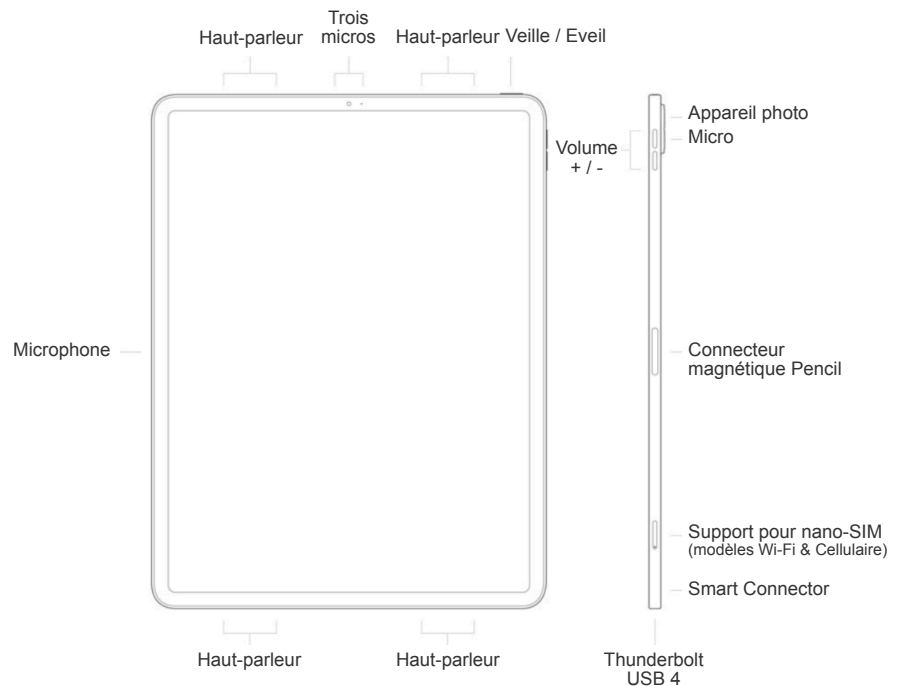 Trois
micros
Haut-parleur
Haut-parleur
Veille / Eveil
Appareil photo
Micro
Volume
+ / -
Microphone
Connecteur
magnétique Pencil
Support pour nano-SIM
(modèles Wi-Fi & Cellulaire)
Smart Connector
Haut-parleur
Haut-parleur
Thunderbolt
USB 4